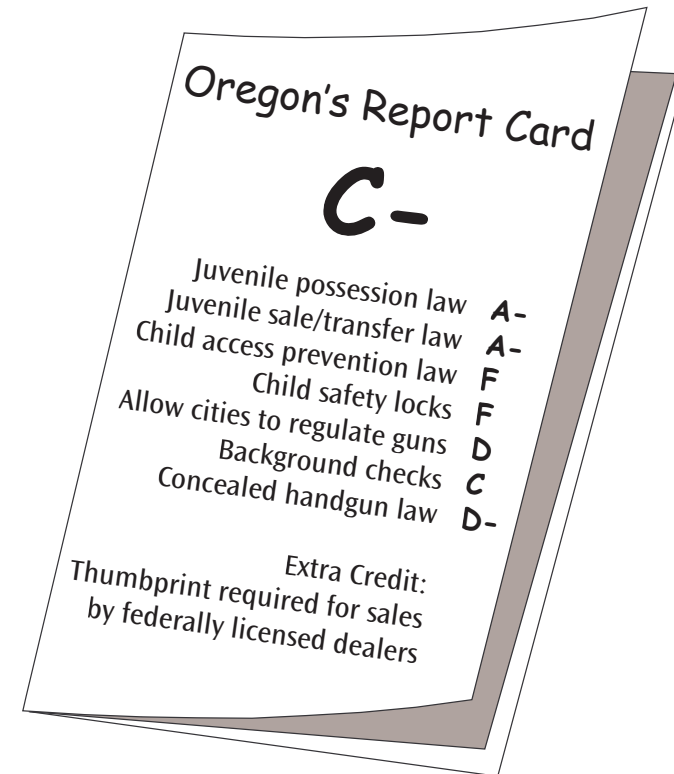 Oregon's Report Card
C-
Juvenile possession law A-
Juvenile sale/transfer law A-
Child access prevention law F
Child safety locks F
Allow cities to regulate guns D
Background checks C
Concealed handgun law D-
Extra Credit:
Thumbprint required for sales
by federally licensed dealers